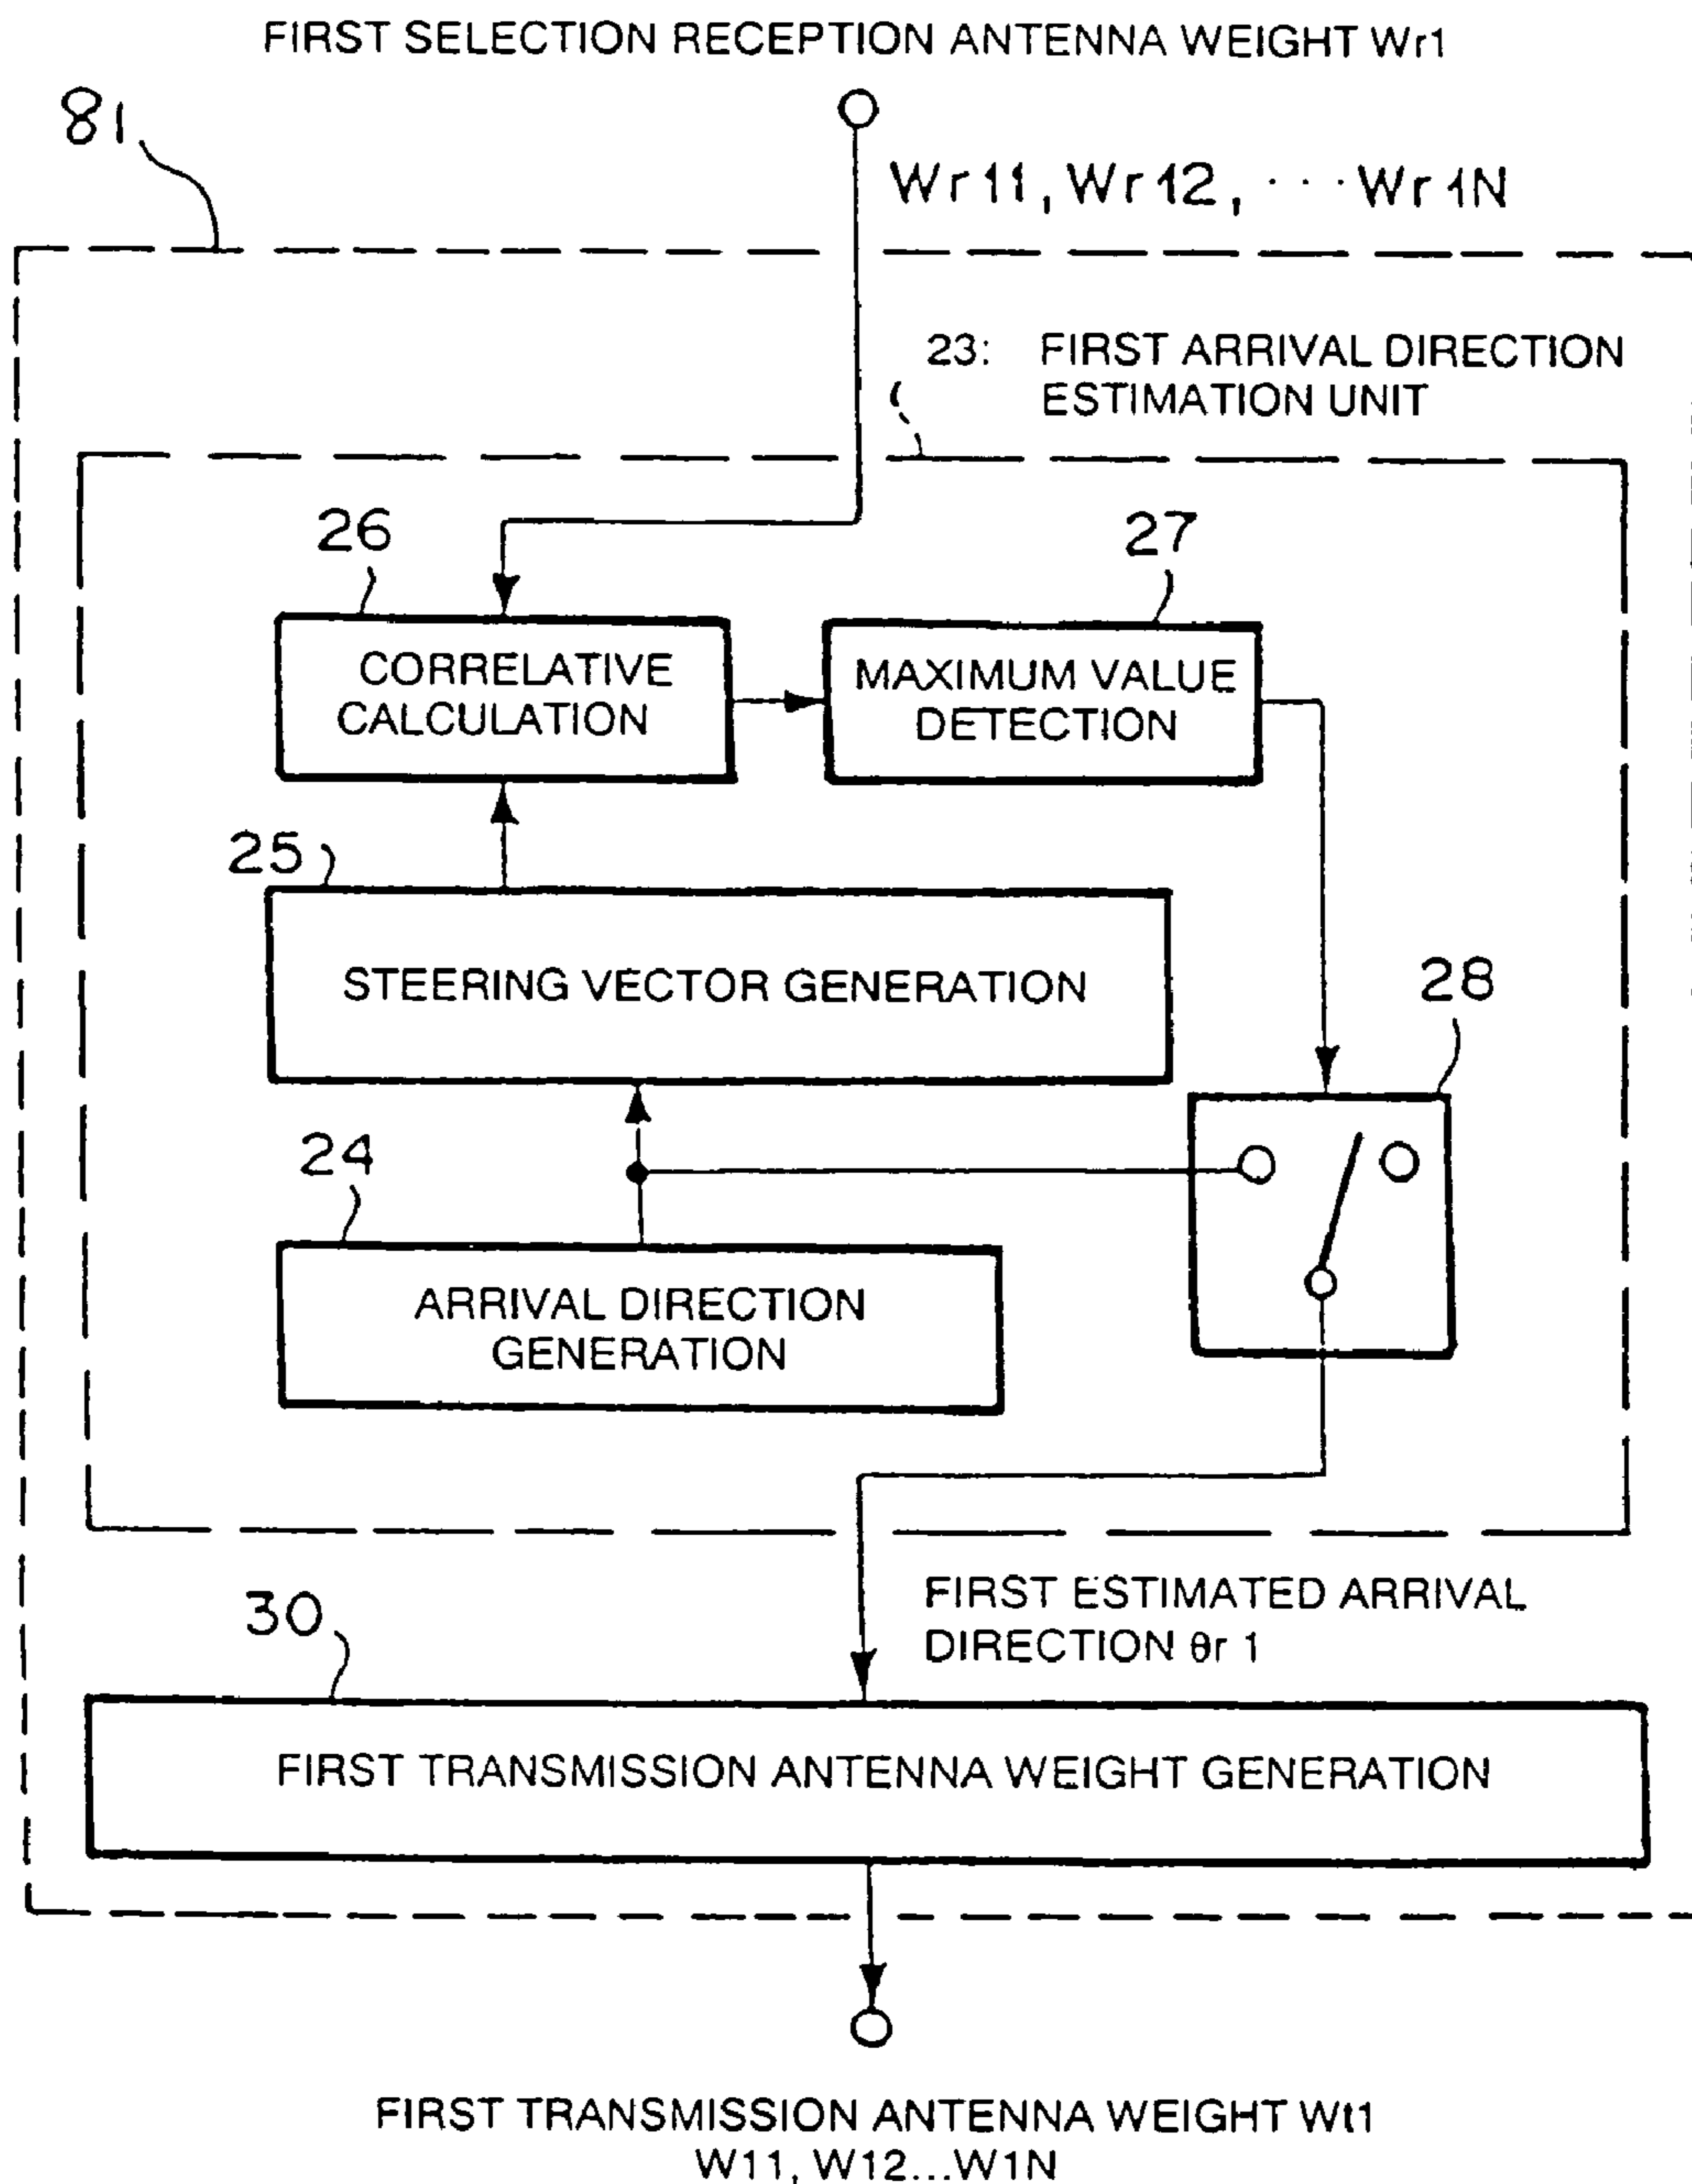 FIRST SELECTION RECEPTION ANTENNA WEIGHT Wr1
81
Wr11, Wr12, ···Wr1N
23: FIRST ARRIVAL DIRECTION
ESTIMATION UNIT
26
27
CORRELATIVE
CALCULATION
MAXIMUM VALUE
DETECTION
25
STEERING VECTOR GENERATION
28
24
ARRIVAL DIRECTION
GENERATION
FIRST ESTIMATED ARRIVAL
DIRECTION θr 1
30
FIRST TRANSMISSION ANTENNA WEIGHT GENERATION
FIRST TRANSMISSION ANTENNA WEIGHT Wt1
W11, W12...W1N